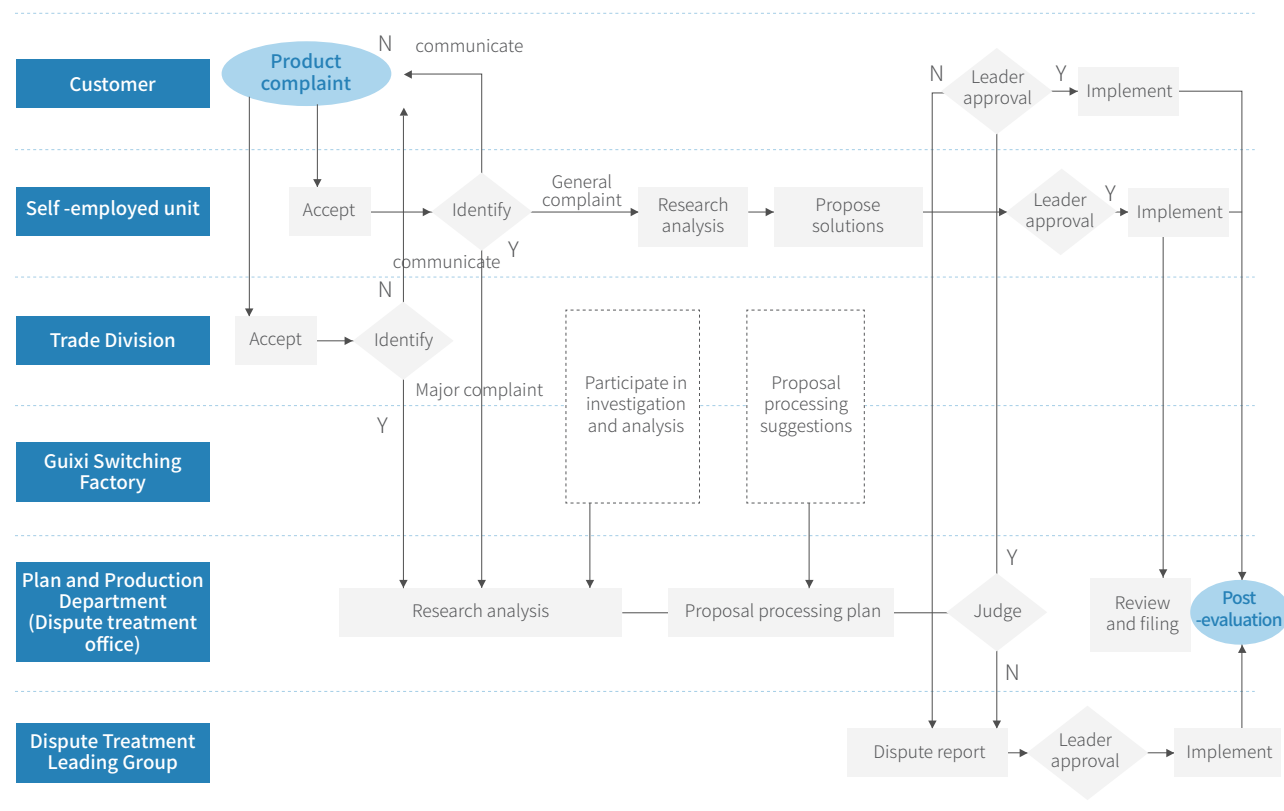 Customer
Product
complaint
N
communicate
N
Leader
approval
Y
Implement
Self -employed unit
Accept
Identify
General
complaint
Research
analysis
Propose
solutions
Leader
approval
Y
Implement
Y
communicate
N
Trade Division
Accept
Identify
Major complaint
Y
Participate in
investigation
and analysis
Proposal
processing
suggestions
Guixi Switching
Factory
Plan and Production
Department
(Dispute treatment
office)
Research analysis
Proposal processing plan
Y
Judge
N
Review
and filing
Post
-evaluation
Dispute Treatment
Leading Group
Dispute report
Leader
approval
Implement